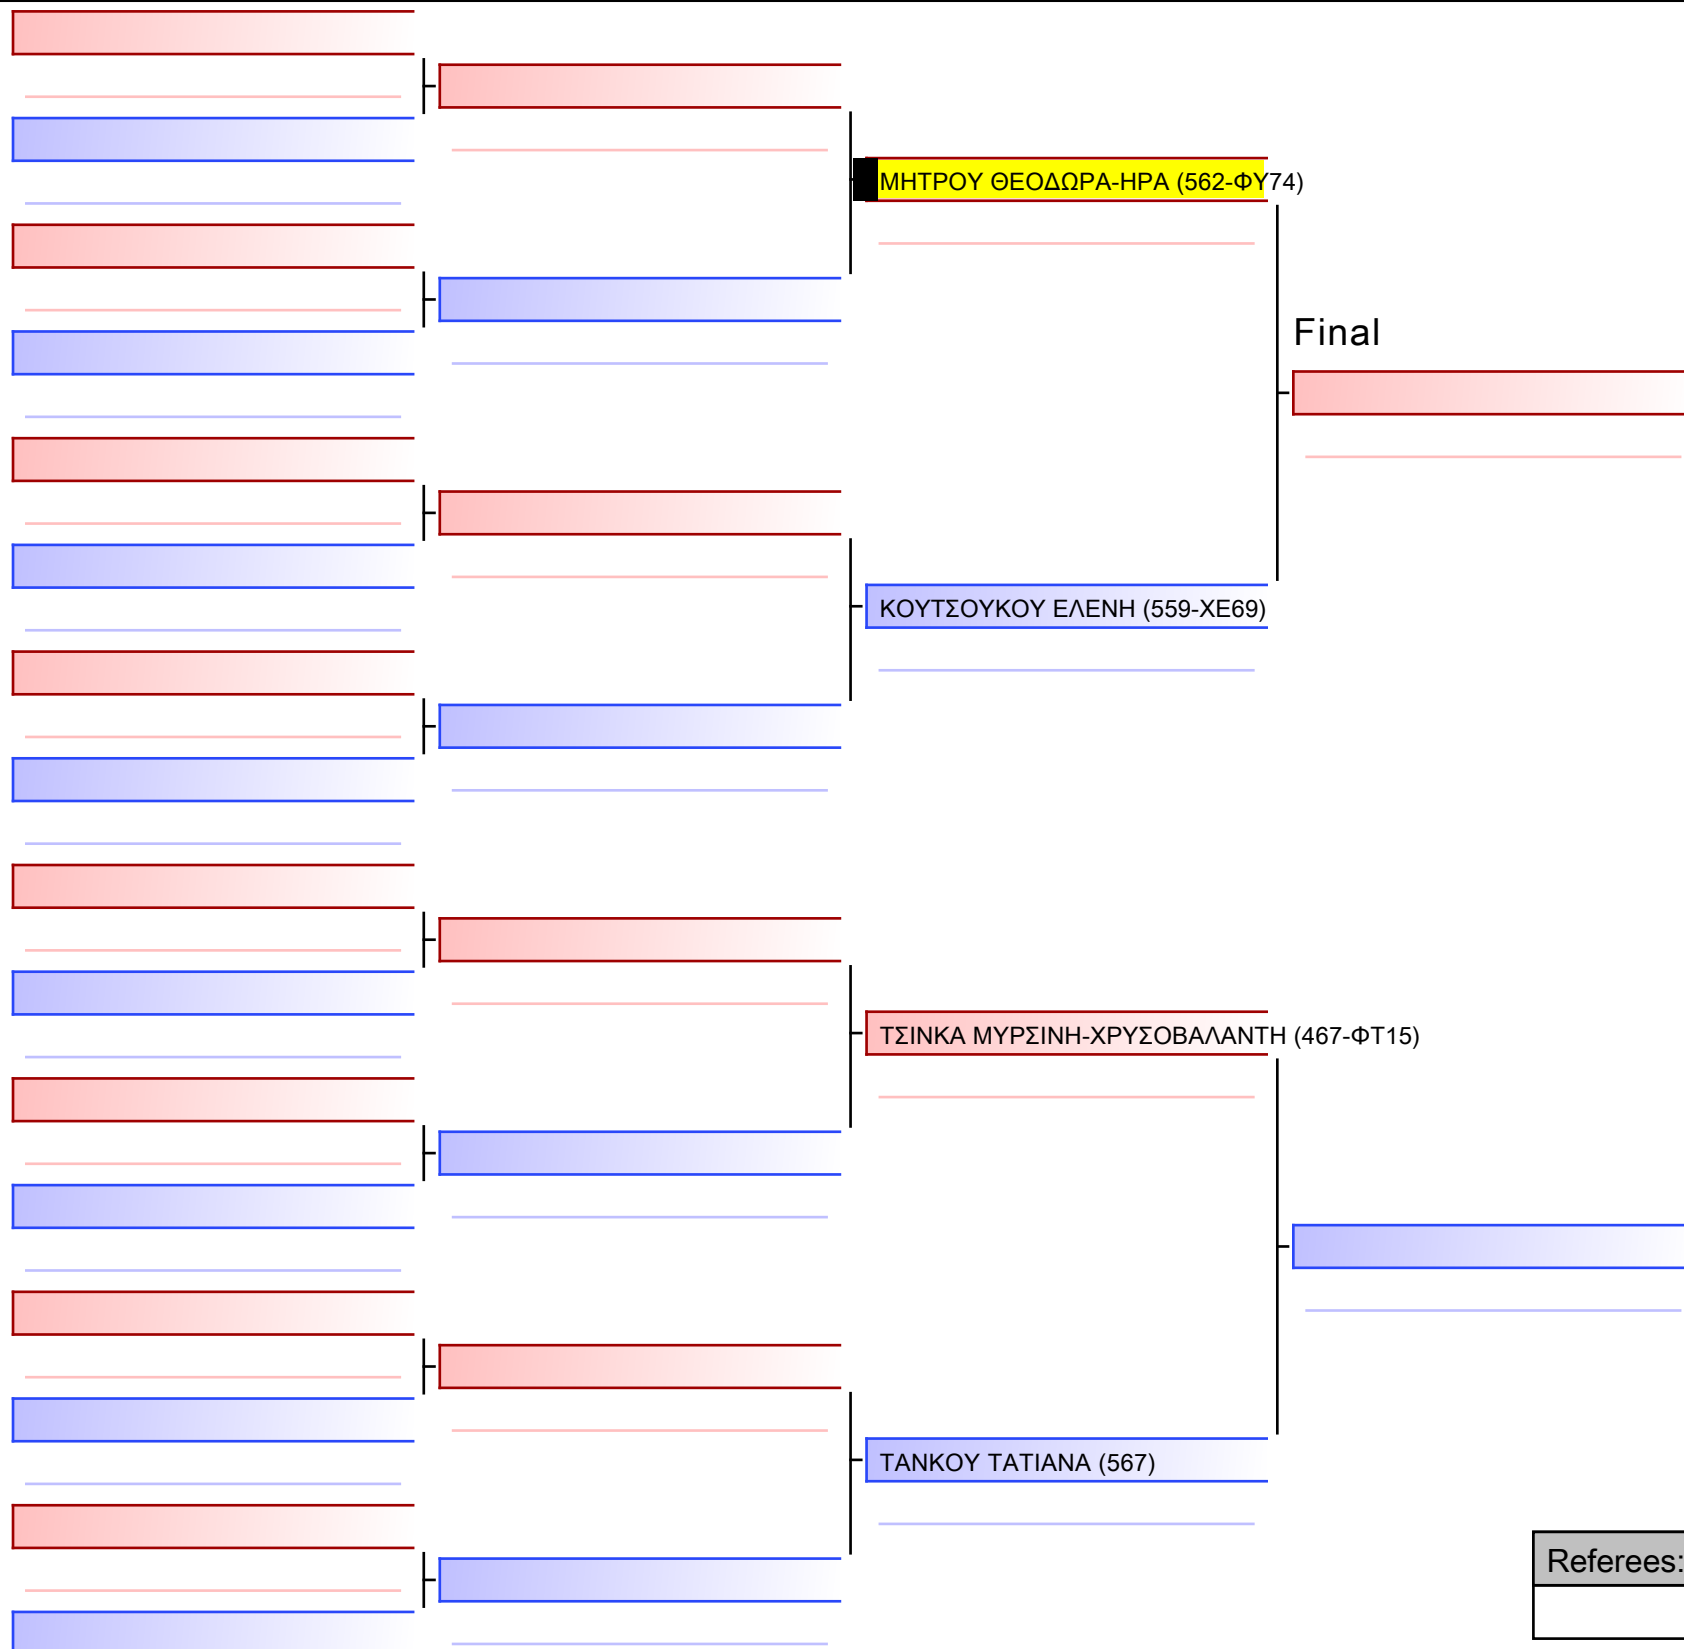 ΜΗΤΡΟΥ ΘΕΟΔΩΡΑ-ΗΡΑ (562-ΦΥ74)
Final
ΚΟΥΤΣΟΥΚΟΥ ΕΛΕΝΗ (559-ΧΕ69)
ΤΣΙΝΚΑ ΜΥΡΣΙΝΗ-ΧΡΥΣΟΒΑΛΑΝΤΗ (467-ΦΤ15)
ΤΑΝΚΟΥ ΤΑΤΙΑΝΑ (567)
Referees: